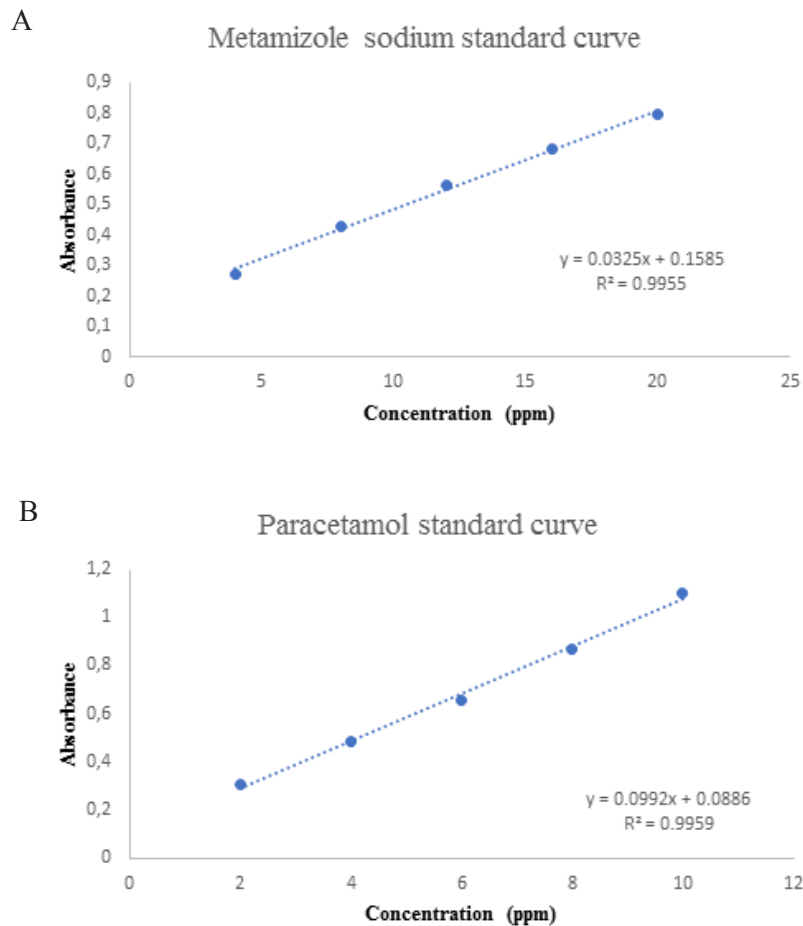 A
Metamizole sodium standard curve
0,9
0,8
0,7
0,6
0,5
0,4
0,3
0,2
0,1
0
Absorbance
y = 0.0325x + 0.1585
R² = 0.9955
0 5 10 15 20 25
Concentration (ppm)
B
Paracetamol standard curve
1,2
1
0,8
0,6
0,4
0,2
0
Absorbance
y = 0.0992x + 0.0886
R² = 0.9959
0 2 4 6 8 10 12
Concentration (ppm)